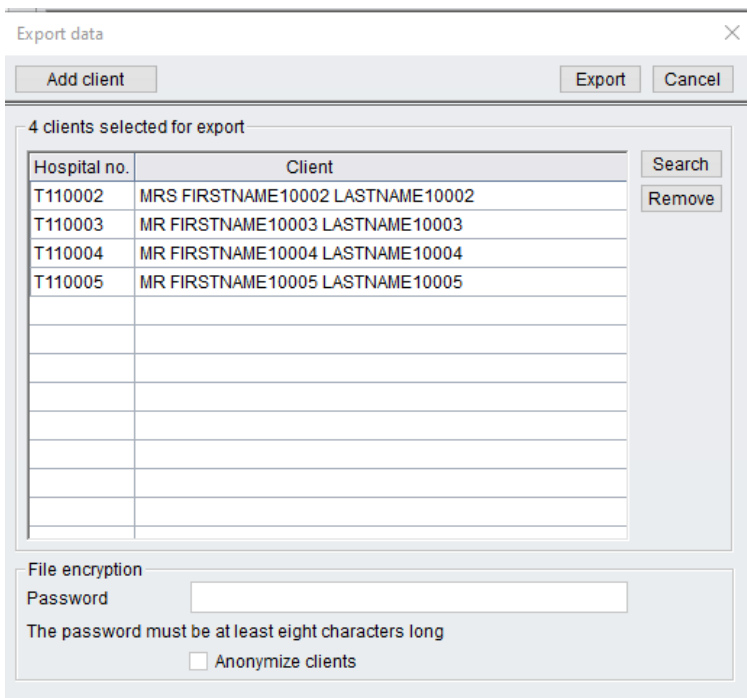 Export data
Add client Export Cancel
4 clients selected for export
Hospital no. Client Search
Remove
T110002 MRS FIRSTNAME10002 LASTNAME10002
T110003 MR FIRSTNAME10003 LASTNAME10003
T110004 MR FIRSTNAME10004 LASTNAME10004
T110005 MR FIRSTNAME10005 LASTNAME10005
File encryption
Password
The password must be at least eight characters long
Anonymize clients